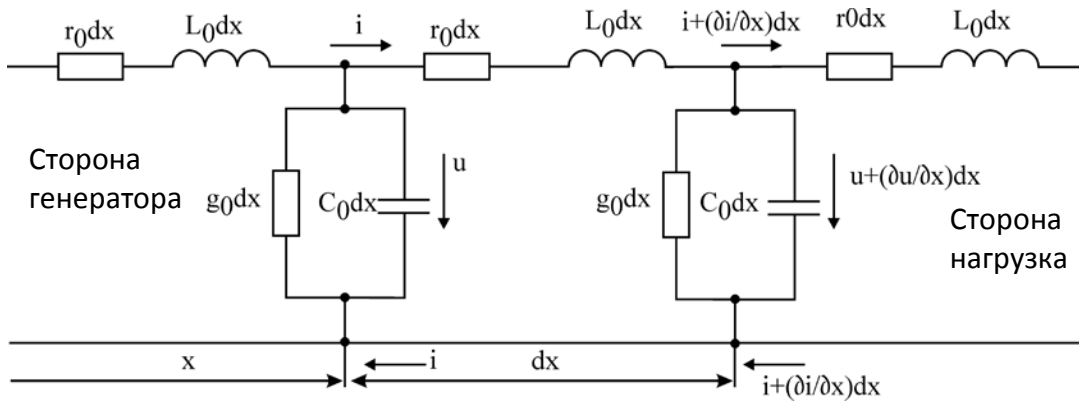 r₀dx
L₀dx
i
r₀dx
L₀dx
i+(∂i/∂x)dx
r0dx
L₀dx
Сторона
генератора
g₀dx
C₀dx
u
g₀dx
C₀dx
u+(∂u/∂x)dx
Сторона
нагрузка
x
i
dx
i+(∂i/∂x)dx